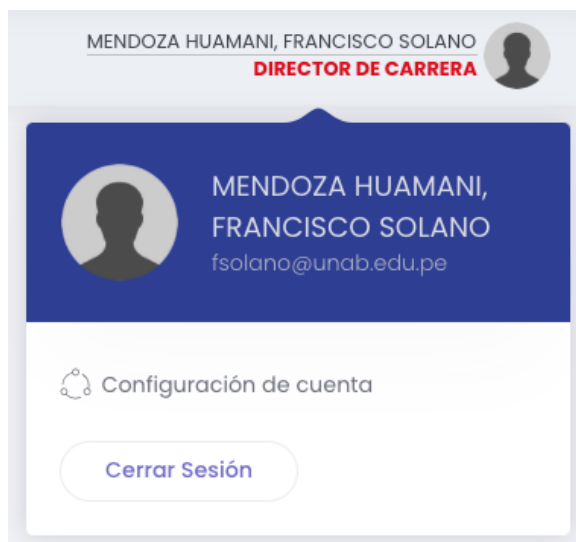 MENDOZA HUAMANI, FRANCISCO SOLANO
DIRECTOR DE CARRERA
MENDOZA HUAMANI,
FRANCISCO SOLANO
fsolano@unab.edu.pe
Configuración de cuenta
Cerrar Sesión